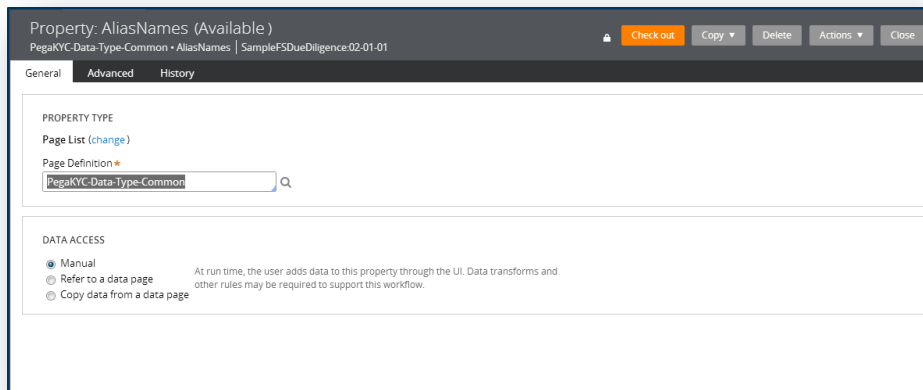 Property: AliasNames (Available)
PegaKYC-Data-Type-Common • AliasNames | SampleFSDueDiligence:02-01-01
Check out Copy ▼ Delete Actions ▼ Close
General Advanced History
PROPERTY TYPE
Page List (change)
Page Definition ★
PegaKYC-Data-Type-Common
DATA ACCESS
Manual
Refer to a data page
Copy data from a data page
At run time, the user adds data to this property through the UI. Data transforms and
other rules may be required to support this workflow.